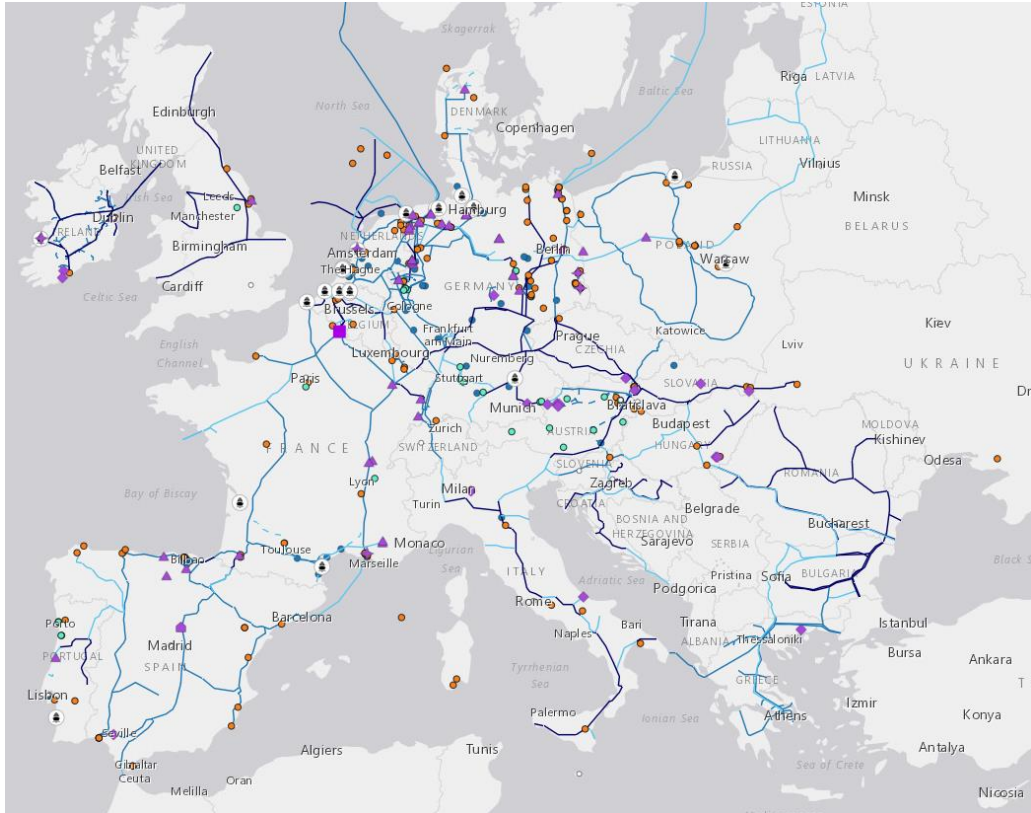 ESTONIA
Skagerrak
Riga
LATVIA
Baltic Sea
North Sea
DENMARK
Edinburgh
Copenhagen
LITHUANIA
UNITED
KINGDOM
Vilnius
RUSSIA
Belfast
Irish Sea
Leeds
Minsk
Hamburg
Dublin
Manchester
BELARUS
NETHERLANDS
POLAND
Birmingham
Amsterdam
Berlin
The Hague
Warsaw
Cardiff
GERMANY
Celtic Sea
Brussels
Cologne
BELGIUM
Kiev
Frankfurt
am Main
Katowice
English
Channel
Prague
Lviv
CZECHIA
Luxembourg
Nuremberg
UKRAINE
Paris
Stuttgart
SLOVAKIA
Dr
Munich
Bratislava
Budapest
MOLDOVA
Zurich
AUSTRIA
Kishinev
FRANCE
SWITZERLAND
HUNGARY
Odesa
SLOVENIA
ROMANIA
Lyon
Milan
Zagreb
Bay of Biscay
Turin
CROATIA
Belgrade
BOSNIA AND
HERZEGOVINA
Bucharest
Monaco
Sarajevo
SERBIA
Toulouse
Ligurian
Sea
Bilbao
Marseille
Black S
ITALY
Adriatic Sea
Pristina
Sofia
BULGARIA
Podgorica
Rome
Barcelona
Porto
Tirana
Istanbul
Bari
Naples
ALBANIA
Thessaloniki
Madrid
Bursa
PORTUGAL
Ankara
SPAIN
Tyrrhenian
Sea
GREECE
T
Lisbon
Izmir
Palermo
Ionian Sea
Athens
Konya
Seville
Algiers
Tunis
Antalya
Gibraltar
Sea of Crete
Ceuta
Oran
Melilla
Nicosia